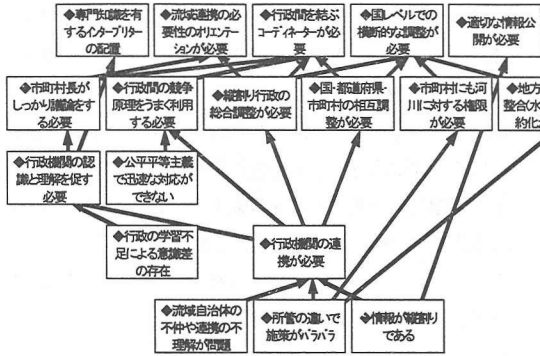 ◆専門知識を有
するインタープリター
の配置
◆流域連携の必
要性のオリエンテー
ションが必要
◆行政間を結ぶ
コーディネーターが必
要
◆国レベルでの
横断的な調整が
必要
◆適切な情報公
開が必要
◆市町村長が
しっかり議論をす
る必要
◆行政間の競争
原理をうまく利用
する必要
◆縦割り行政の
総合調整が必要
◆国・都道府県・
市町村の相互調
整が必要
◆市町村にも河
川に対する権限
が必要
◆地方
整合水
約化
◆行政機関の認
識と理解を促す
必要
◆公平平等主義
で迅速な対応が
できない
◆行政の学習不
足による意識差
の存在
◆行政機関の連
携が必要
◆流域自治体の
不仲や連携の不
理解が問題
◆所管の違いで
施策がバラバラ
◆情報が縦割り
である